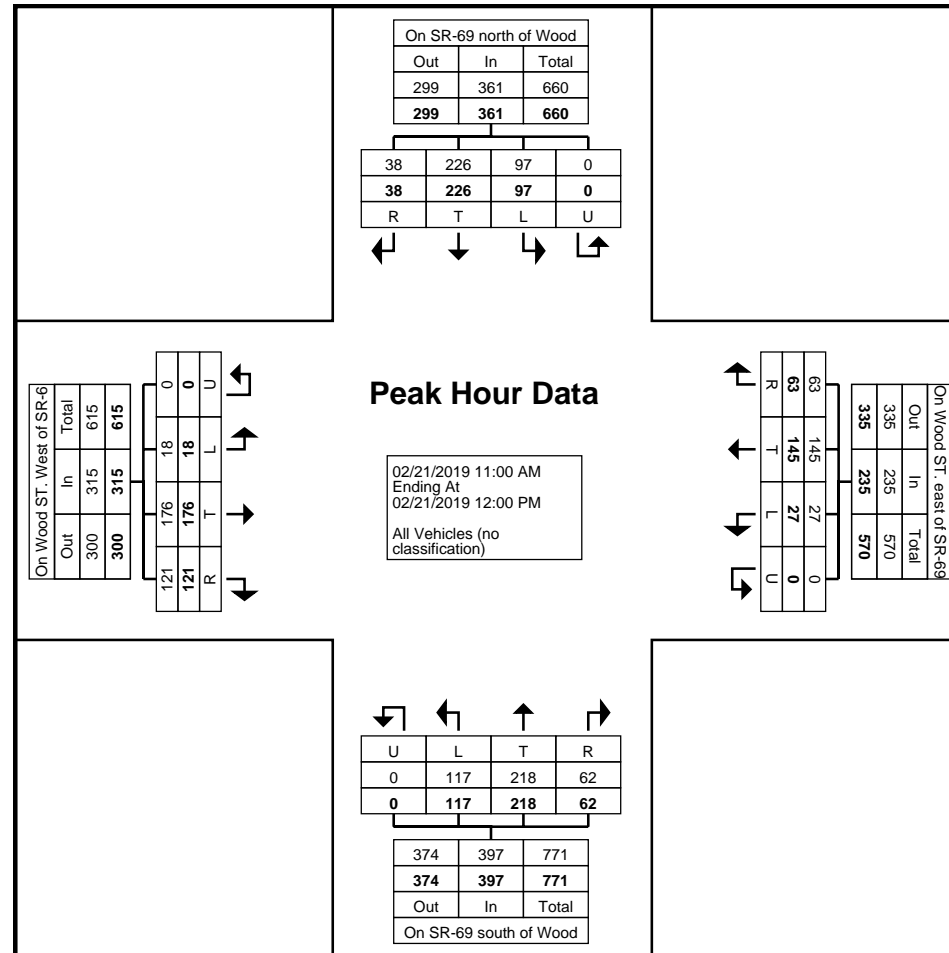 On SR-69 north of Wood
Out In Total
299 361 660
299 361 660
38 226 97 0
38 226 97 0
R T L U
Peak Hour Data
02/21/2019 11:00 AM
Ending At
02/21/2019 12:00 PM
All Vehicles (no
classification)
On Wood ST. West of SR-6
Out In Total
300 315 615
300 315 615
121 176 18 0
121 176 18 0
R T L U
On Wood ST. east of SR-69
Out In Total
335 235 570
335 235 570
63 145 27 0
63 145 27 0
R T L U
U L T R
0 117 218 62
0 117 218 62
374 397 771
374 397 771
Out In Total
On SR-69 south of Wood